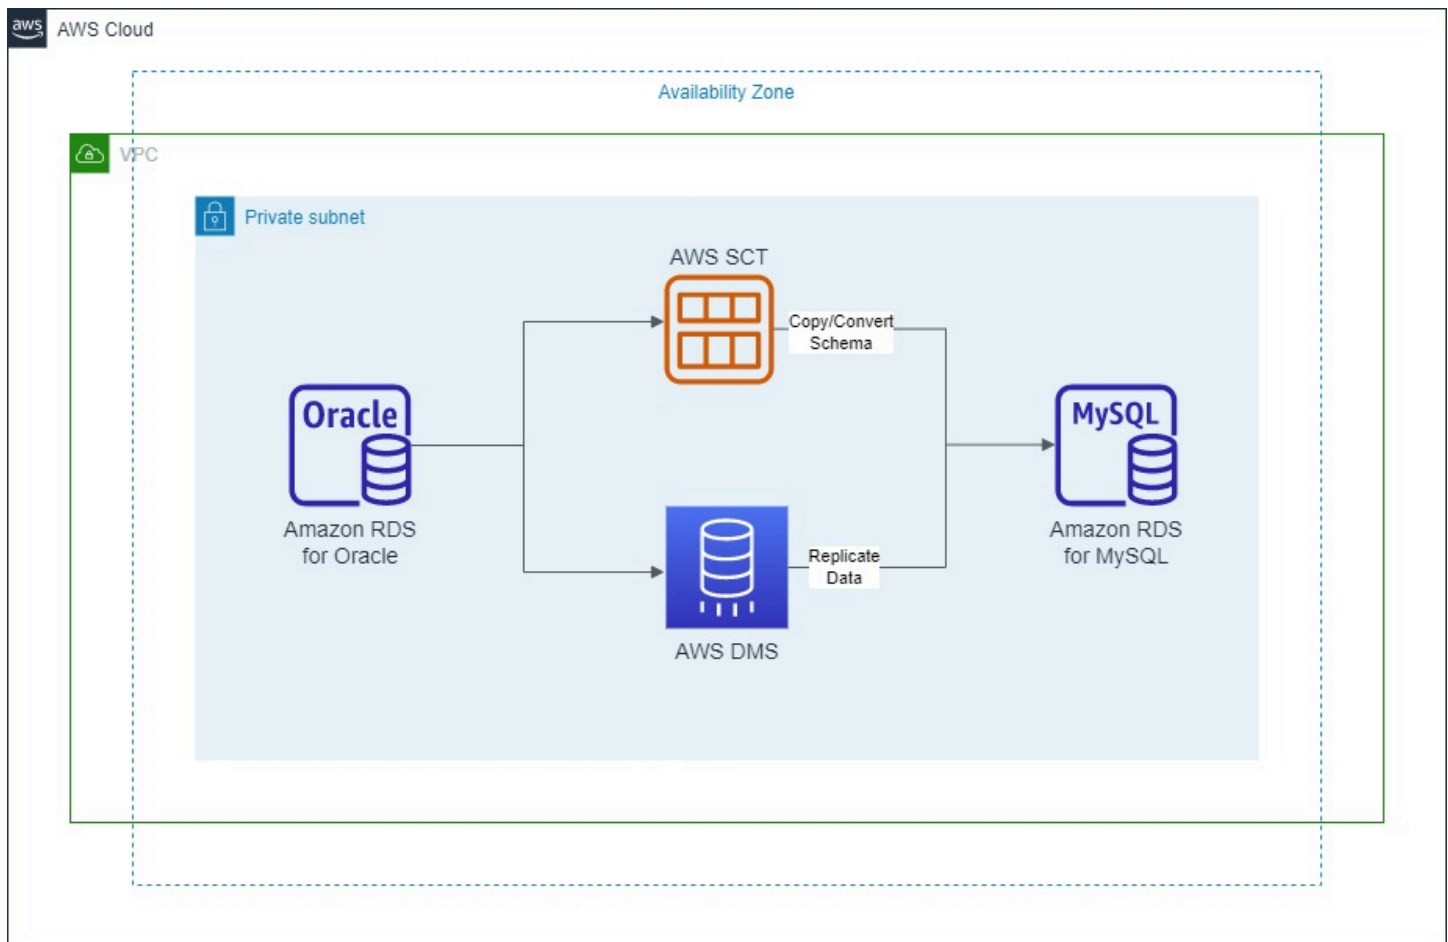 aws
AWS Cloud
Availability Zone
VPC
Private subnet
AWS SCT
Copy/Convert
Schema
Oracle
MySQL
Amazon RDS
for Oracle
Amazon RDS
for MySQL
Replicate
Data
AWS DMS